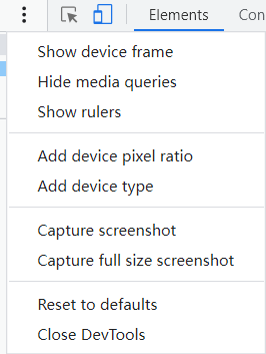 Elements
Con
Show device frame
Hide media queries
Show rulers
Add device pixel ratio
Add device type
Capture screenshot
Capture full size screenshot
Reset to defaults
Close DevTools